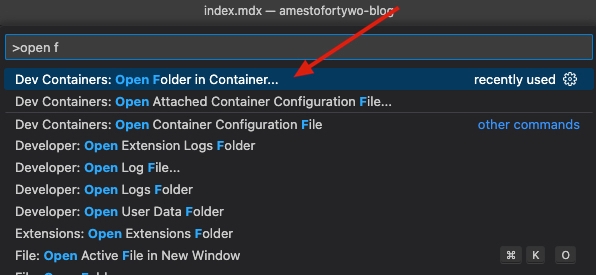 index.mdx — amestofortywo-blog
>open f
Dev Containers: Open Folder in Container... recently used
Dev Containers: Open Attached Container Configuration File...
Dev Containers: Open Container Configuration File other commands
Developer: Open Extension Logs Folder
Developer: Open Log File...
Developer: Open Logs Folder
Developer: Open User Data Folder
Extensions: Open Extensions Folder
File: Open Active File in New Window ⌘ K O
File: Open Folder